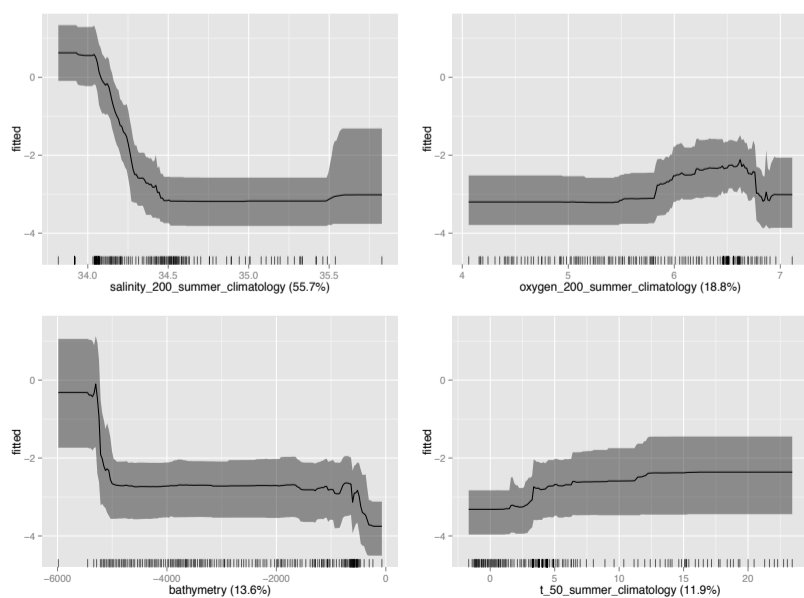 fitted
0
−2
−4
34.0 34.5 35.0 35.5
salinity_200_summer_climatology (55.7%)
fitted
0
−2
−4
4 5 6 7
oxygen_200_summer_climatology (18.8%)
fitted
0
−2
−4
−6000 −4000 −2000 0
bathymetry (13.6%)
fitted
0
−2
−4
0 5 10 15 20
t_50_summer_climatology (11.9%)